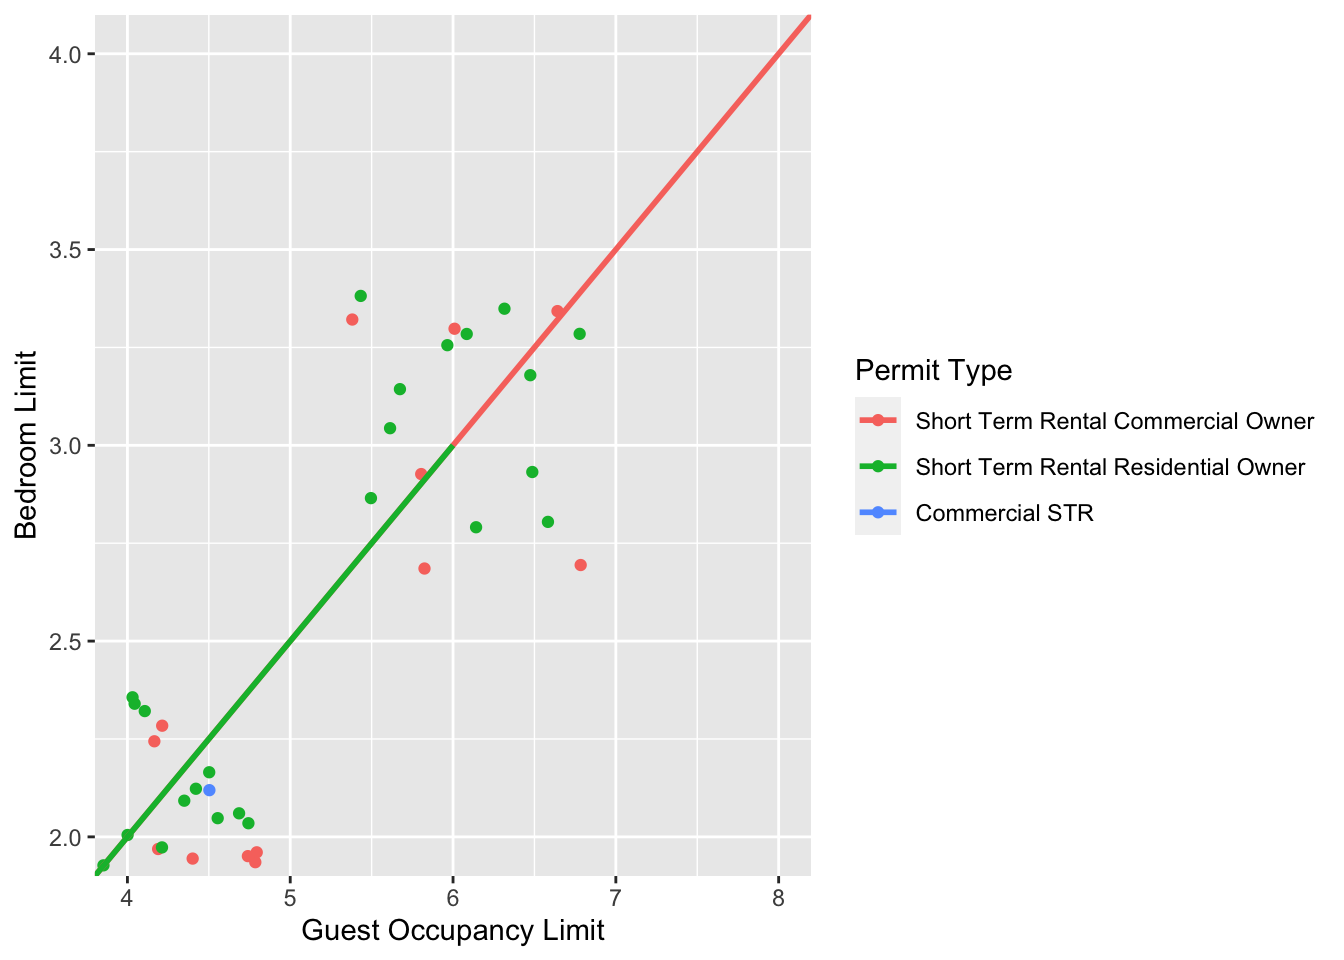 4.0
3.5
3.0
2.5
2.0
Bedroom Limit
4 5 6 7 8
Guest Occupancy Limit
Permit Type
Short Term Rental Commercial Owner
Short Term Rental Residential Owner
Commercial STR